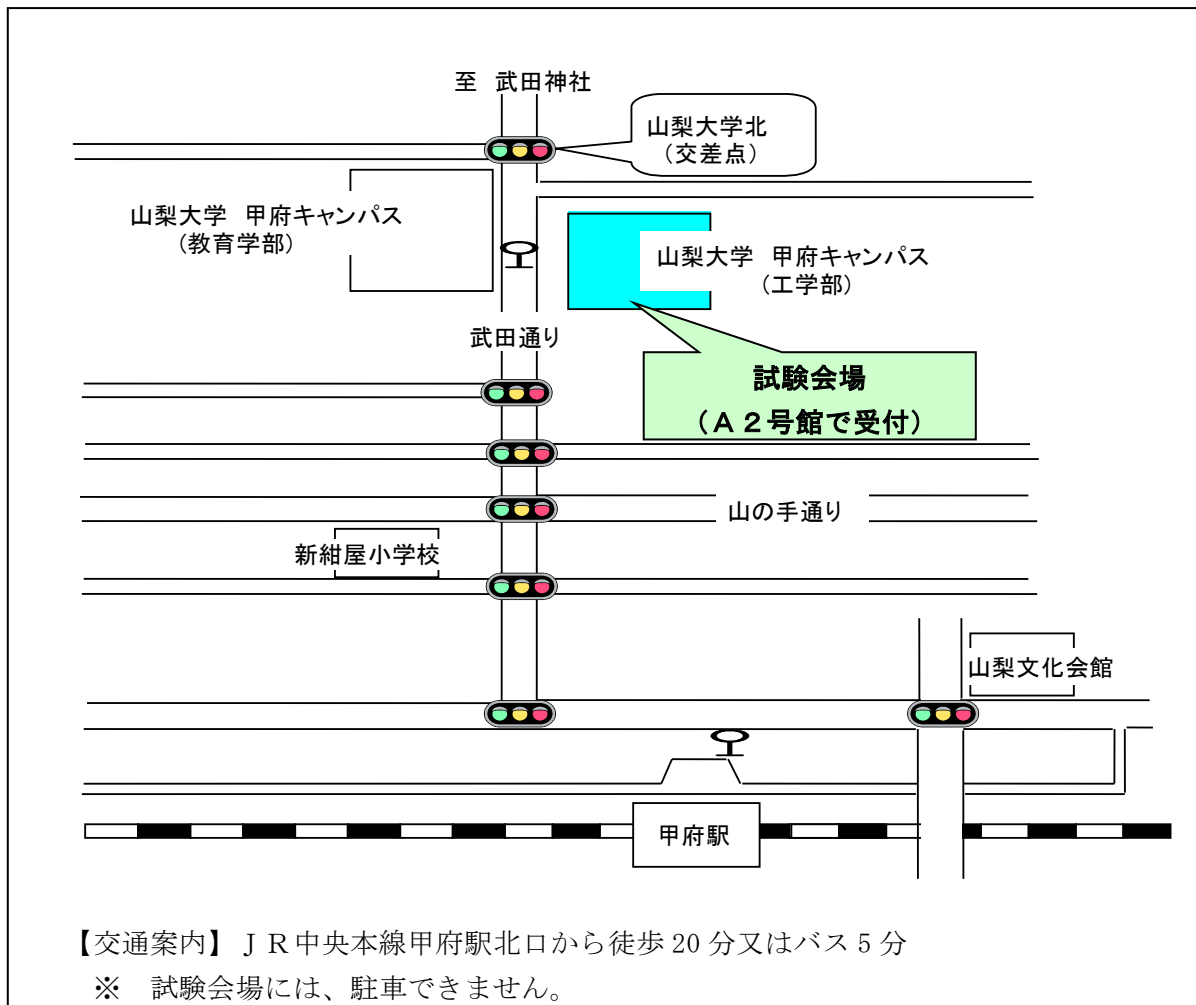 至 武田神社
山梨大学北
(交差点)
山梨大学 甲府キャンパス
(教育学部)
山梨大学 甲府キャンパス
(工学部)
武田通り
試験会場
(A2号館で受付)
山の手通り
新紺屋小学校
山梨文化会館
甲府駅
【交通案内】 JR中央本線甲府駅北口から徒歩 20 分又はバス 5 分
※ 試験会場には、駐車できません。